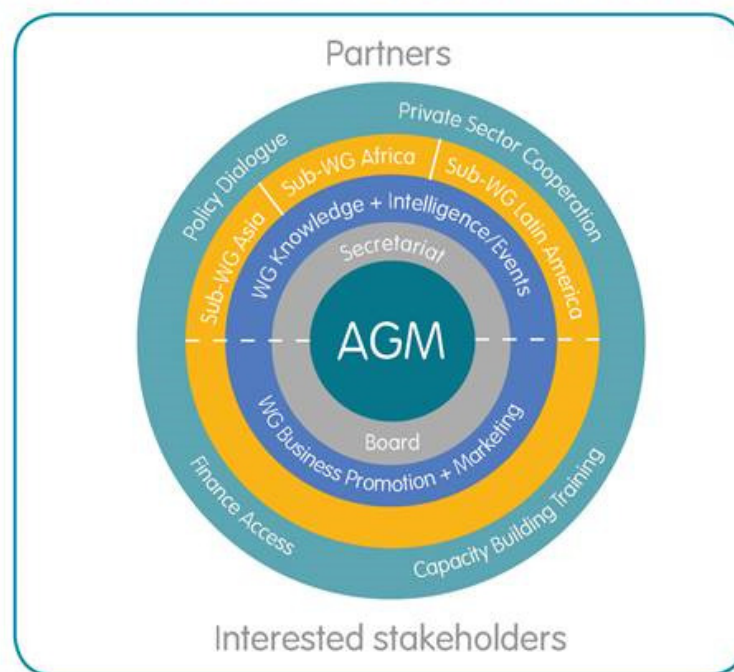 Partners
Policy Dialogue
Private Sector Cooperation
Sub-WG Asia
Sub-WG Africa
Sub-WG Latin America
WG Knowledge + Intelligence/Events
Secretariat
AGM
Board
WG Business Promotion + Marketing
Finance Access
Capacity Building Training
Interested stakeholders